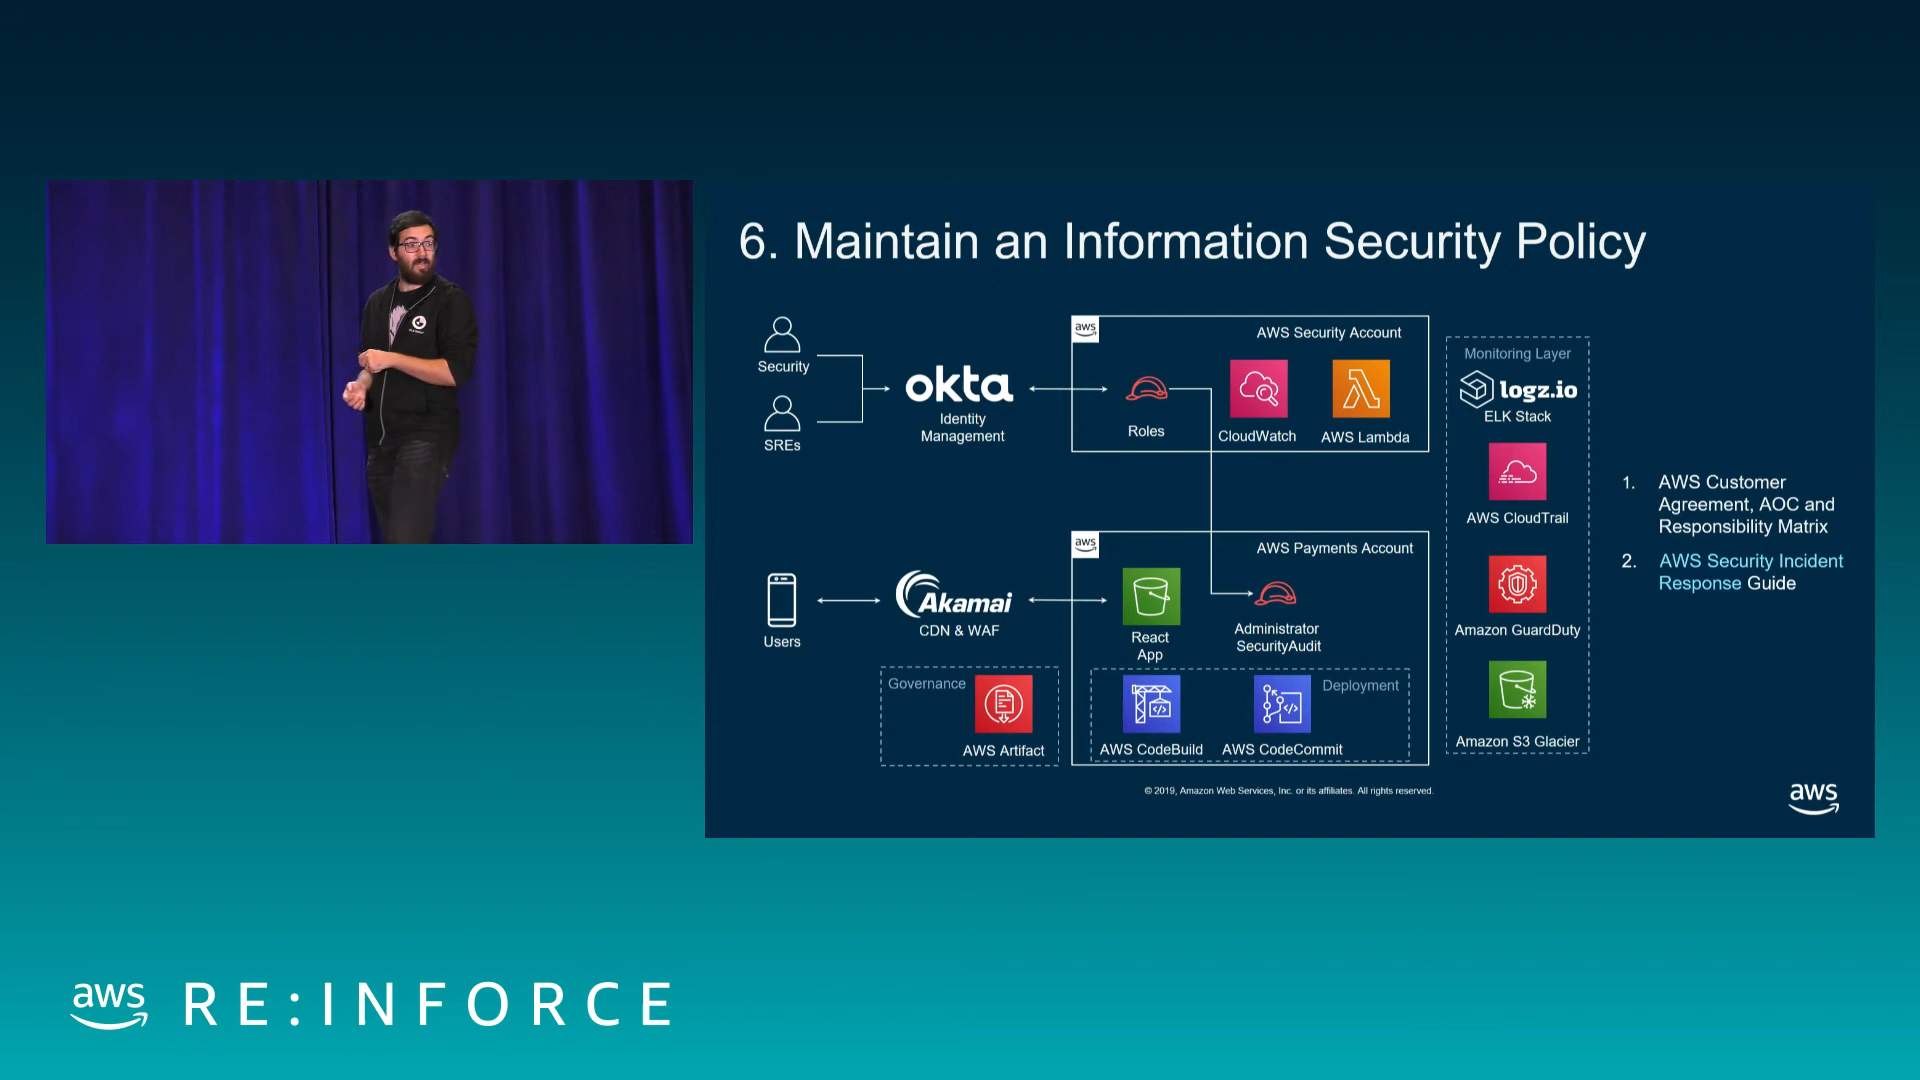 6. Maintain an Information Security Policy
Security
SREs
okta
Identity
Management
aws
AWS Security Account
Roles
CloudWatch
AWS Lambda
Monitoring Layer
logz.io
ELK Stack
AWS CloudTrail
Amazon GuardDuty
Amazon S3 Glacier
1. AWS Customer
Agreement, AOC and
Responsibility Matrix
2. AWS Security Incident
Response Guide
Users
Akamai
CDN & WAF
aws
AWS Payments Account
React
App
Administrator
SecurityAudit
Governance
AWS Artifact
Deployment
AWS CodeBuild
AWS CodeCommit
© 2019, Amazon Web Services, Inc. or its affiliates. All rights reserved.
aws
aws RE:INFORCE